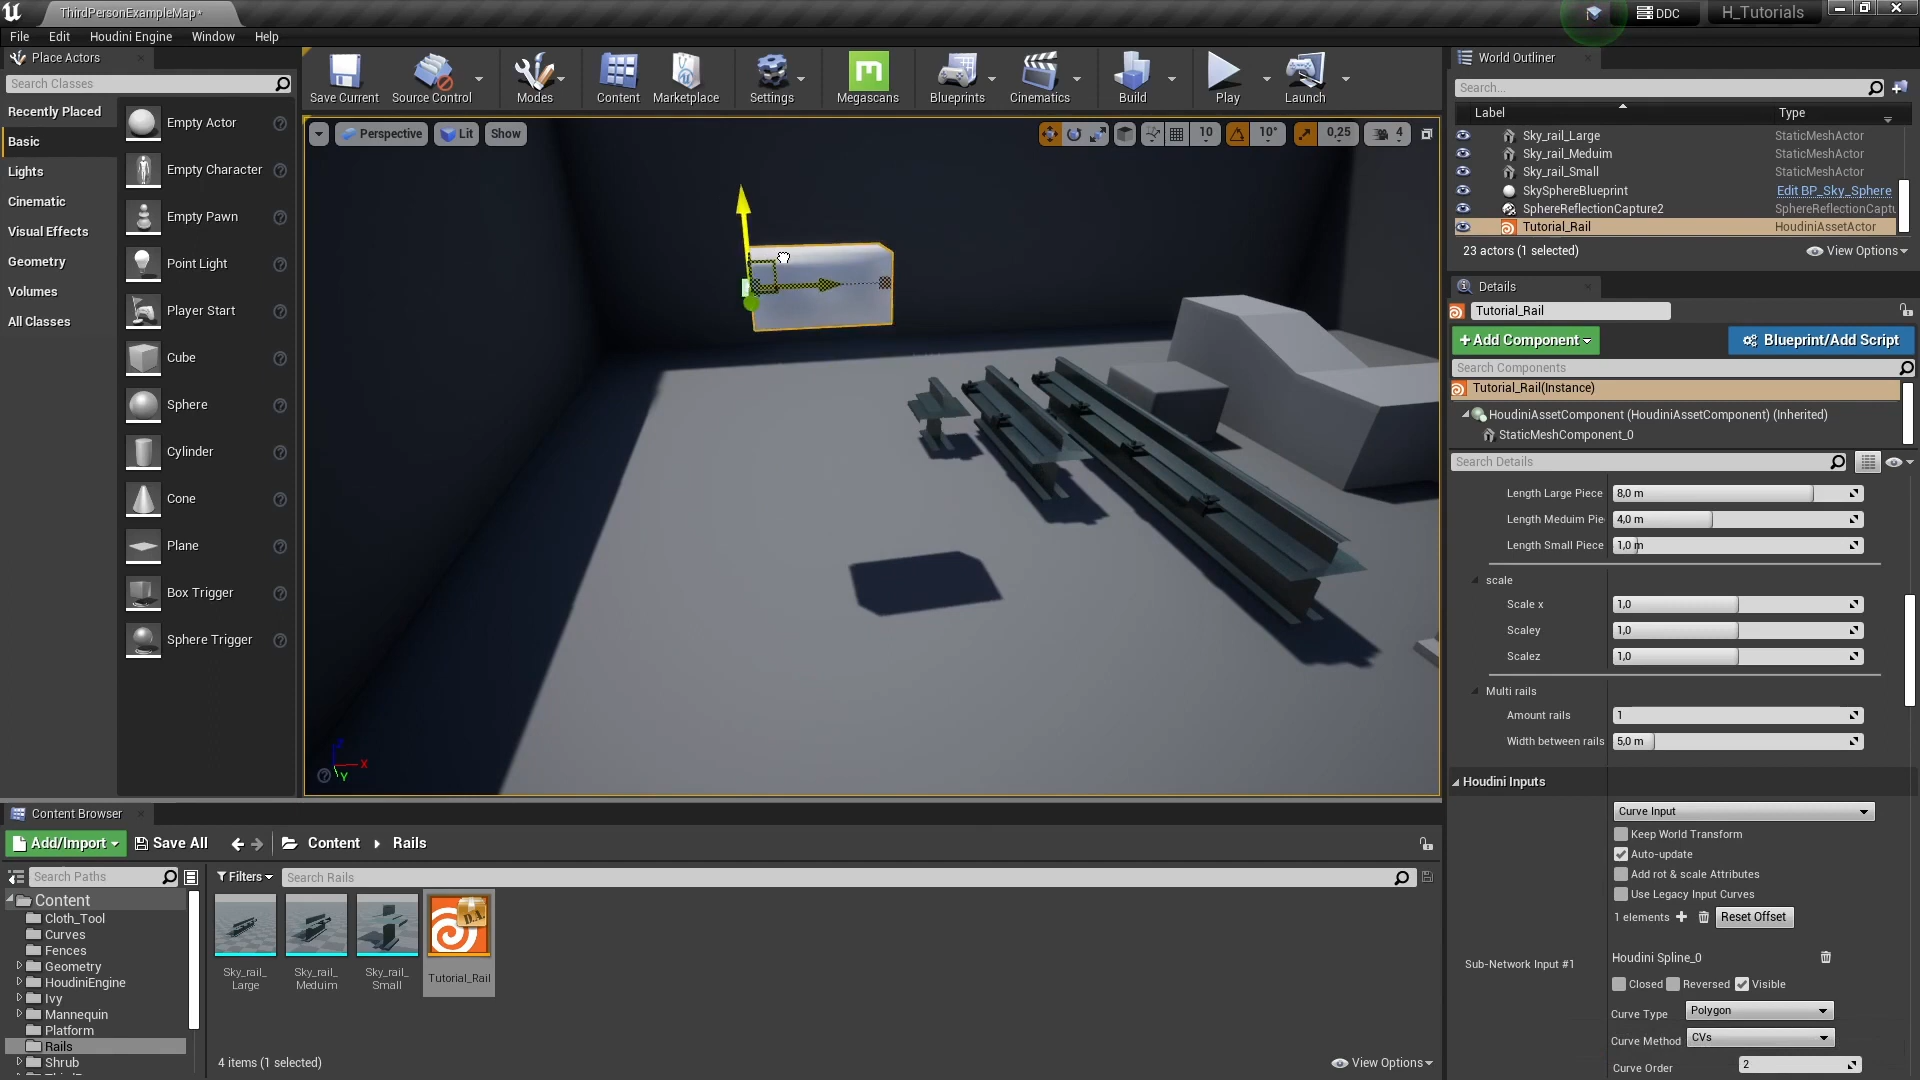 ThirdPersonExampleMap*
DDC
H_Tutorials
File
Edit
Houdini Engine
Window
Help
Place Actors
Search Classes
Recently Placed
Basic
Lights
Cinematic
Visual Effects
Geometry
Volumes
All Classes
Empty Actor
Empty Character
Empty Pawn
Point Light
Player Start
Cube
Sphere
Cylinder
Cone
Plane
Box Trigger
Sphere Trigger
Save Current
Source Control
Modes
Content
Marketplace
Settings
Megascans
Blueprints
Cinematics
Build
Play
Launch
Perspective
Lit
Show
10
10°
0,25
4
Z
X
Y
World Outliner
Search...
Label
Type
Sky_rail_Large
StaticMeshActor
Sky_rail_Meduim
StaticMeshActor
Sky_rail_Small
StaticMeshActor
SkySphereBlueprint
Edit BP_Sky_Sphere
SphereReflectionCapture2
SphereReflectionCaptu
Tutorial_Rail
HoudiniAssetActor
23 actors (1 selected)
View Options
Details
Tutorial_Rail
Add Component
Blueprint/Add Script
Search Components
Tutorial_Rail(Instance)
HoudiniAssetComponent (HoudiniAssetComponent) (Inherited)
StaticMeshComponent_0
Search Details
Length Large Piece
8,0 m
Length Meduim Pie
4,0 m
Length Small Piece
1,0 m
scale
Scale x
1,0
Scaley
1,0
Scalez
1,0
Multi rails
Amount rails
1
Width between rails
5,0 m
Houdini Inputs
Curve Input
Keep World Transform
Auto-update
Add rot & scale Attributes
Use Legacy Input Curves
1 elements
Reset Offset
Sub-Network Input #1
Houdini Spline_0
Closed
Reversed
Visible
Curve Type
Polygon
Curve Method
CVs
Curve Order
2
Content Browser
Add/Import
Save All
Content
Rails
Search Paths
Filters
Search Rails
Content
Cloth_Tool
Curves
Fences
Geometry
HoudiniEngine
Ivy
Mannequin
Platform
Rails
Shrub
Sky_rail_
Large
Sky_rail_
Meduim
Sky_rail_
Small
D.A.
Tutorial_Rail
4 items (1 selected)
View Options